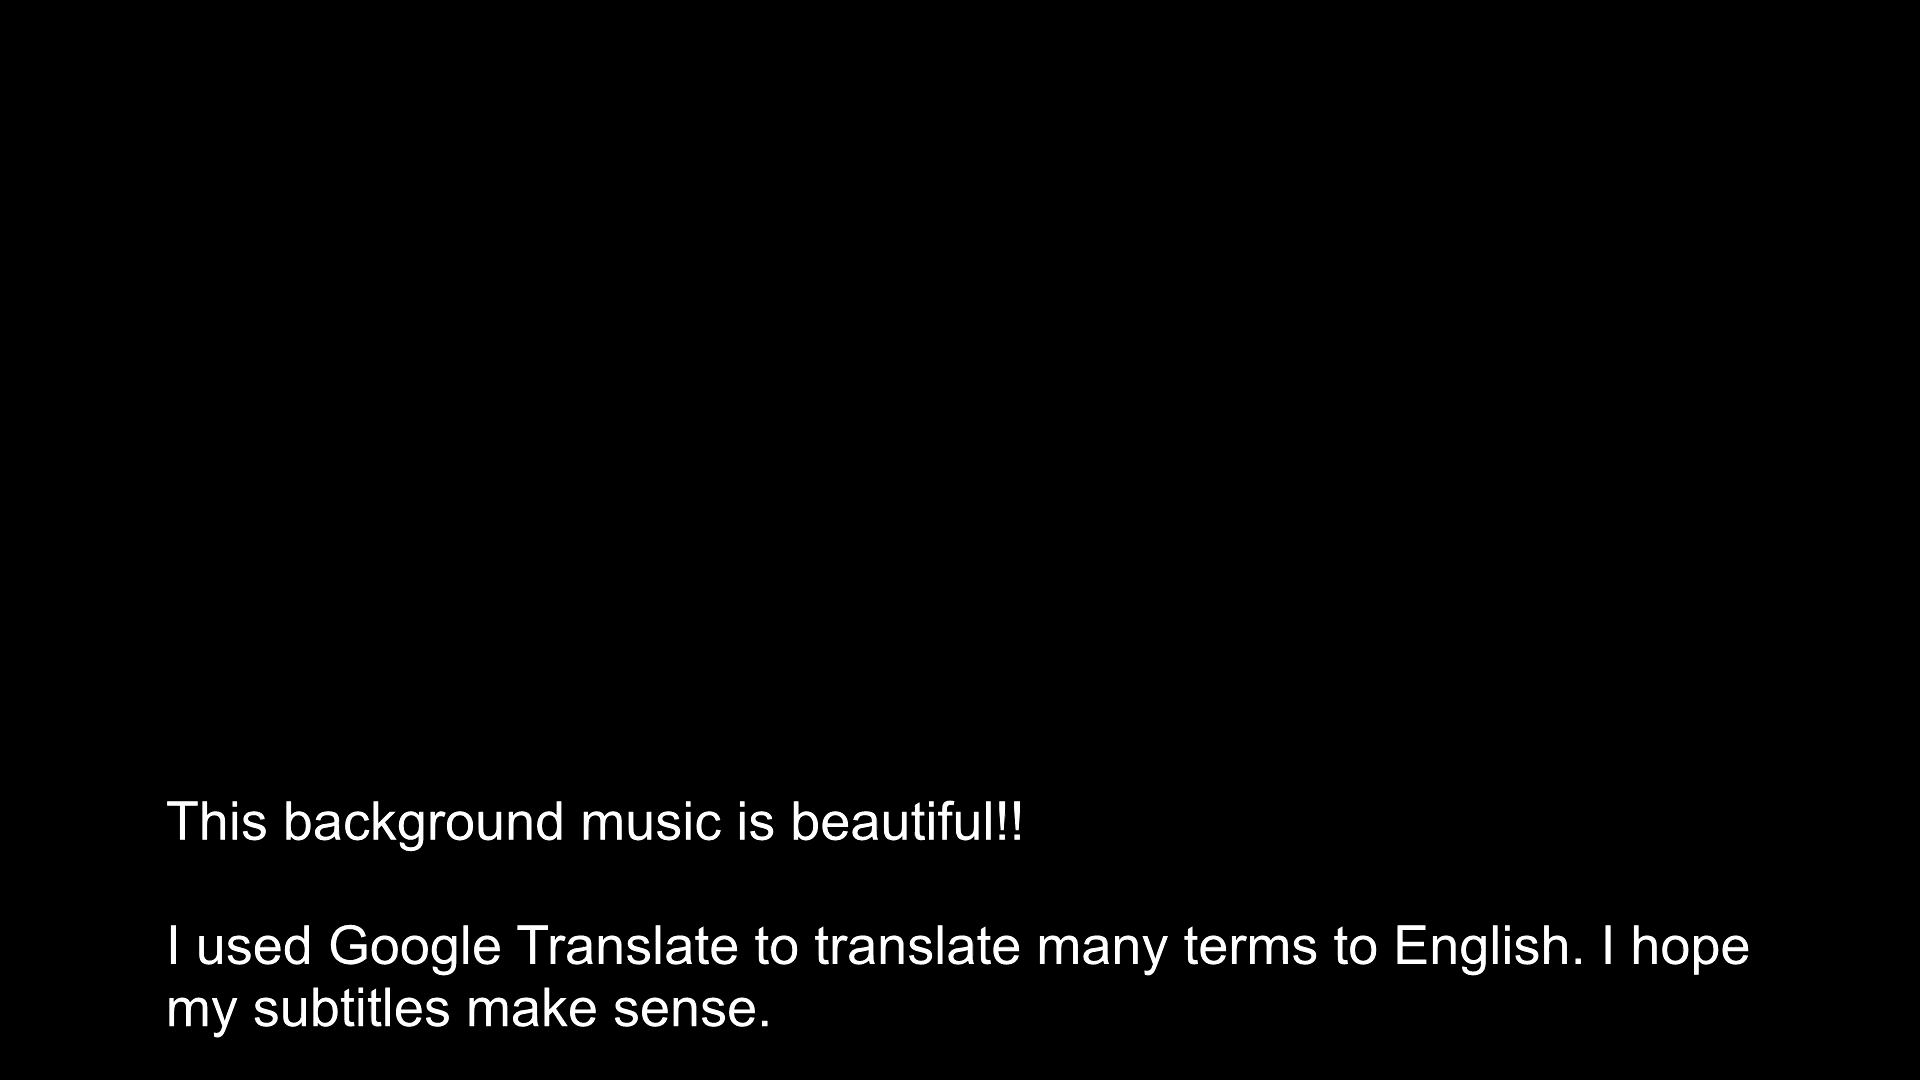 This background music is beautiful!!
I used Google Translate to translate many terms to English. I hope
my subtitles make sense.